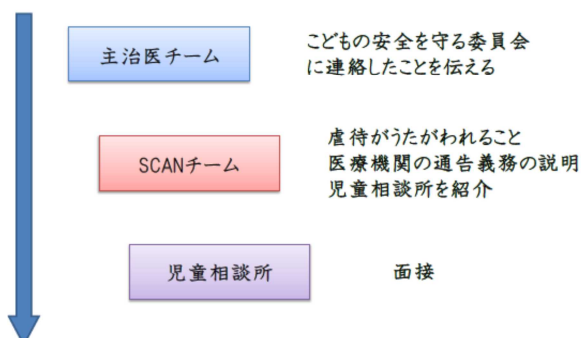 主治医チーム
こどもの安全を守る委員会
に連絡したことを伝える
SCANチーム
虐待がうたがわれること
医療機関の通告義務の説明
児童相談所を紹介
児童相談所
面接